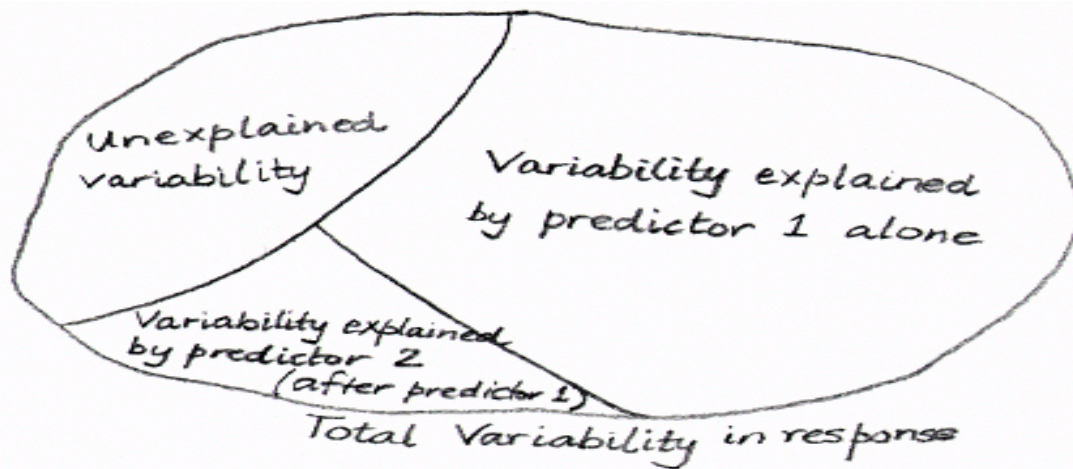 Unexplained
variability
Variability explained
by predictor 1 alone
Variability explained
by predictor 2
(after predictor 1)
Total Variability in response